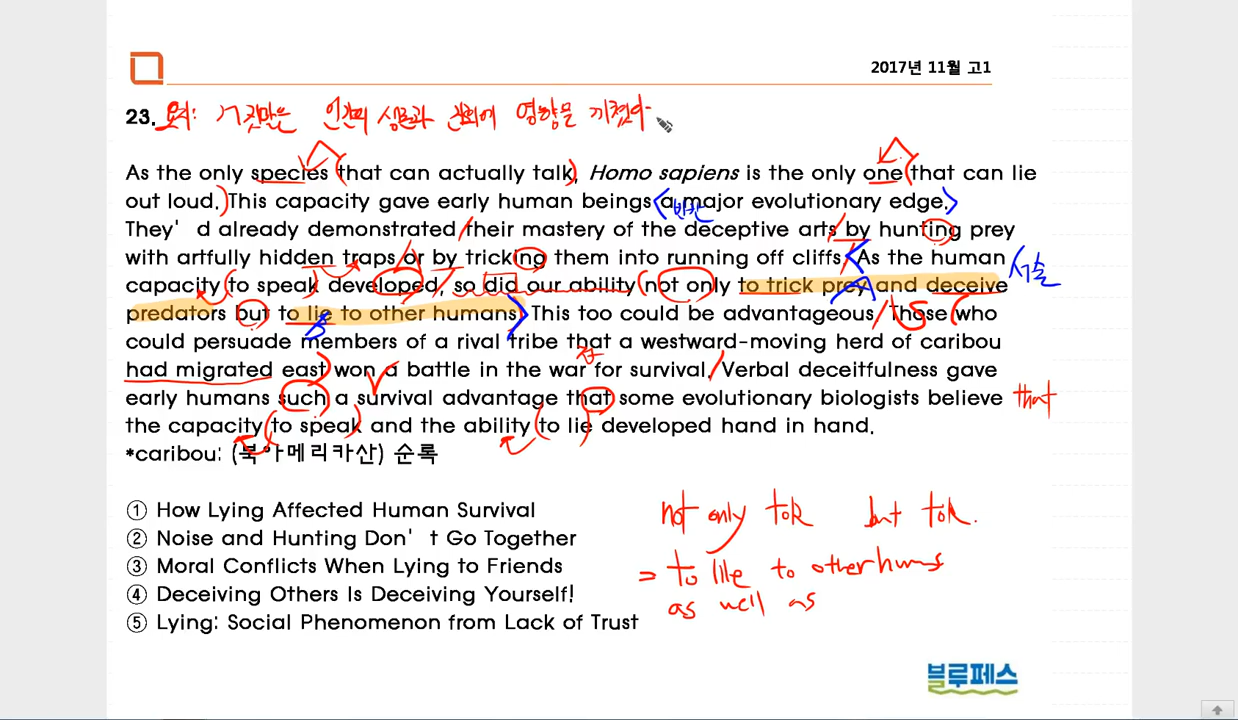 2017년 11월 고1
23. 요지: 거짓말은 인간의 생존과 진화에 영향을 끼쳤다
As the only species that can actually talk, Homo sapiens is the only one that can lie
out loud. This capacity gave early human beings a major evolutionary edge.
They'd already demonstrated their mastery of the deceptive arts by hunting prey
with artfully hidden traps or by tricking them into running off cliffs. As the human
서술
capacity to speak developed, so did our ability not only to trick prey and deceive
predators but to lie to other humans. This too could be advantageous. Those who
S
could persuade members of a rival tribe that a westward-moving herd of caribou
had migrated east won a battle in the war for survival. Verbal deceitfulness gave
early humans such a survival advantage that some evolutionary biologists believe that
the capacity to speak and the ability to lie developed hand in hand.
*caribou: (북아메리카산) 순록
① How Lying Affected Human Survival
② Noise and Hunting Don't Go Together
③ Moral Conflicts When Lying to Friends
④ Deceiving Others Is Deceiving Yourself!
⑤ Lying: Social Phenomenon from Lack of Trust
not only to R but to R.
= to lie to other humans
as well as
블루페스